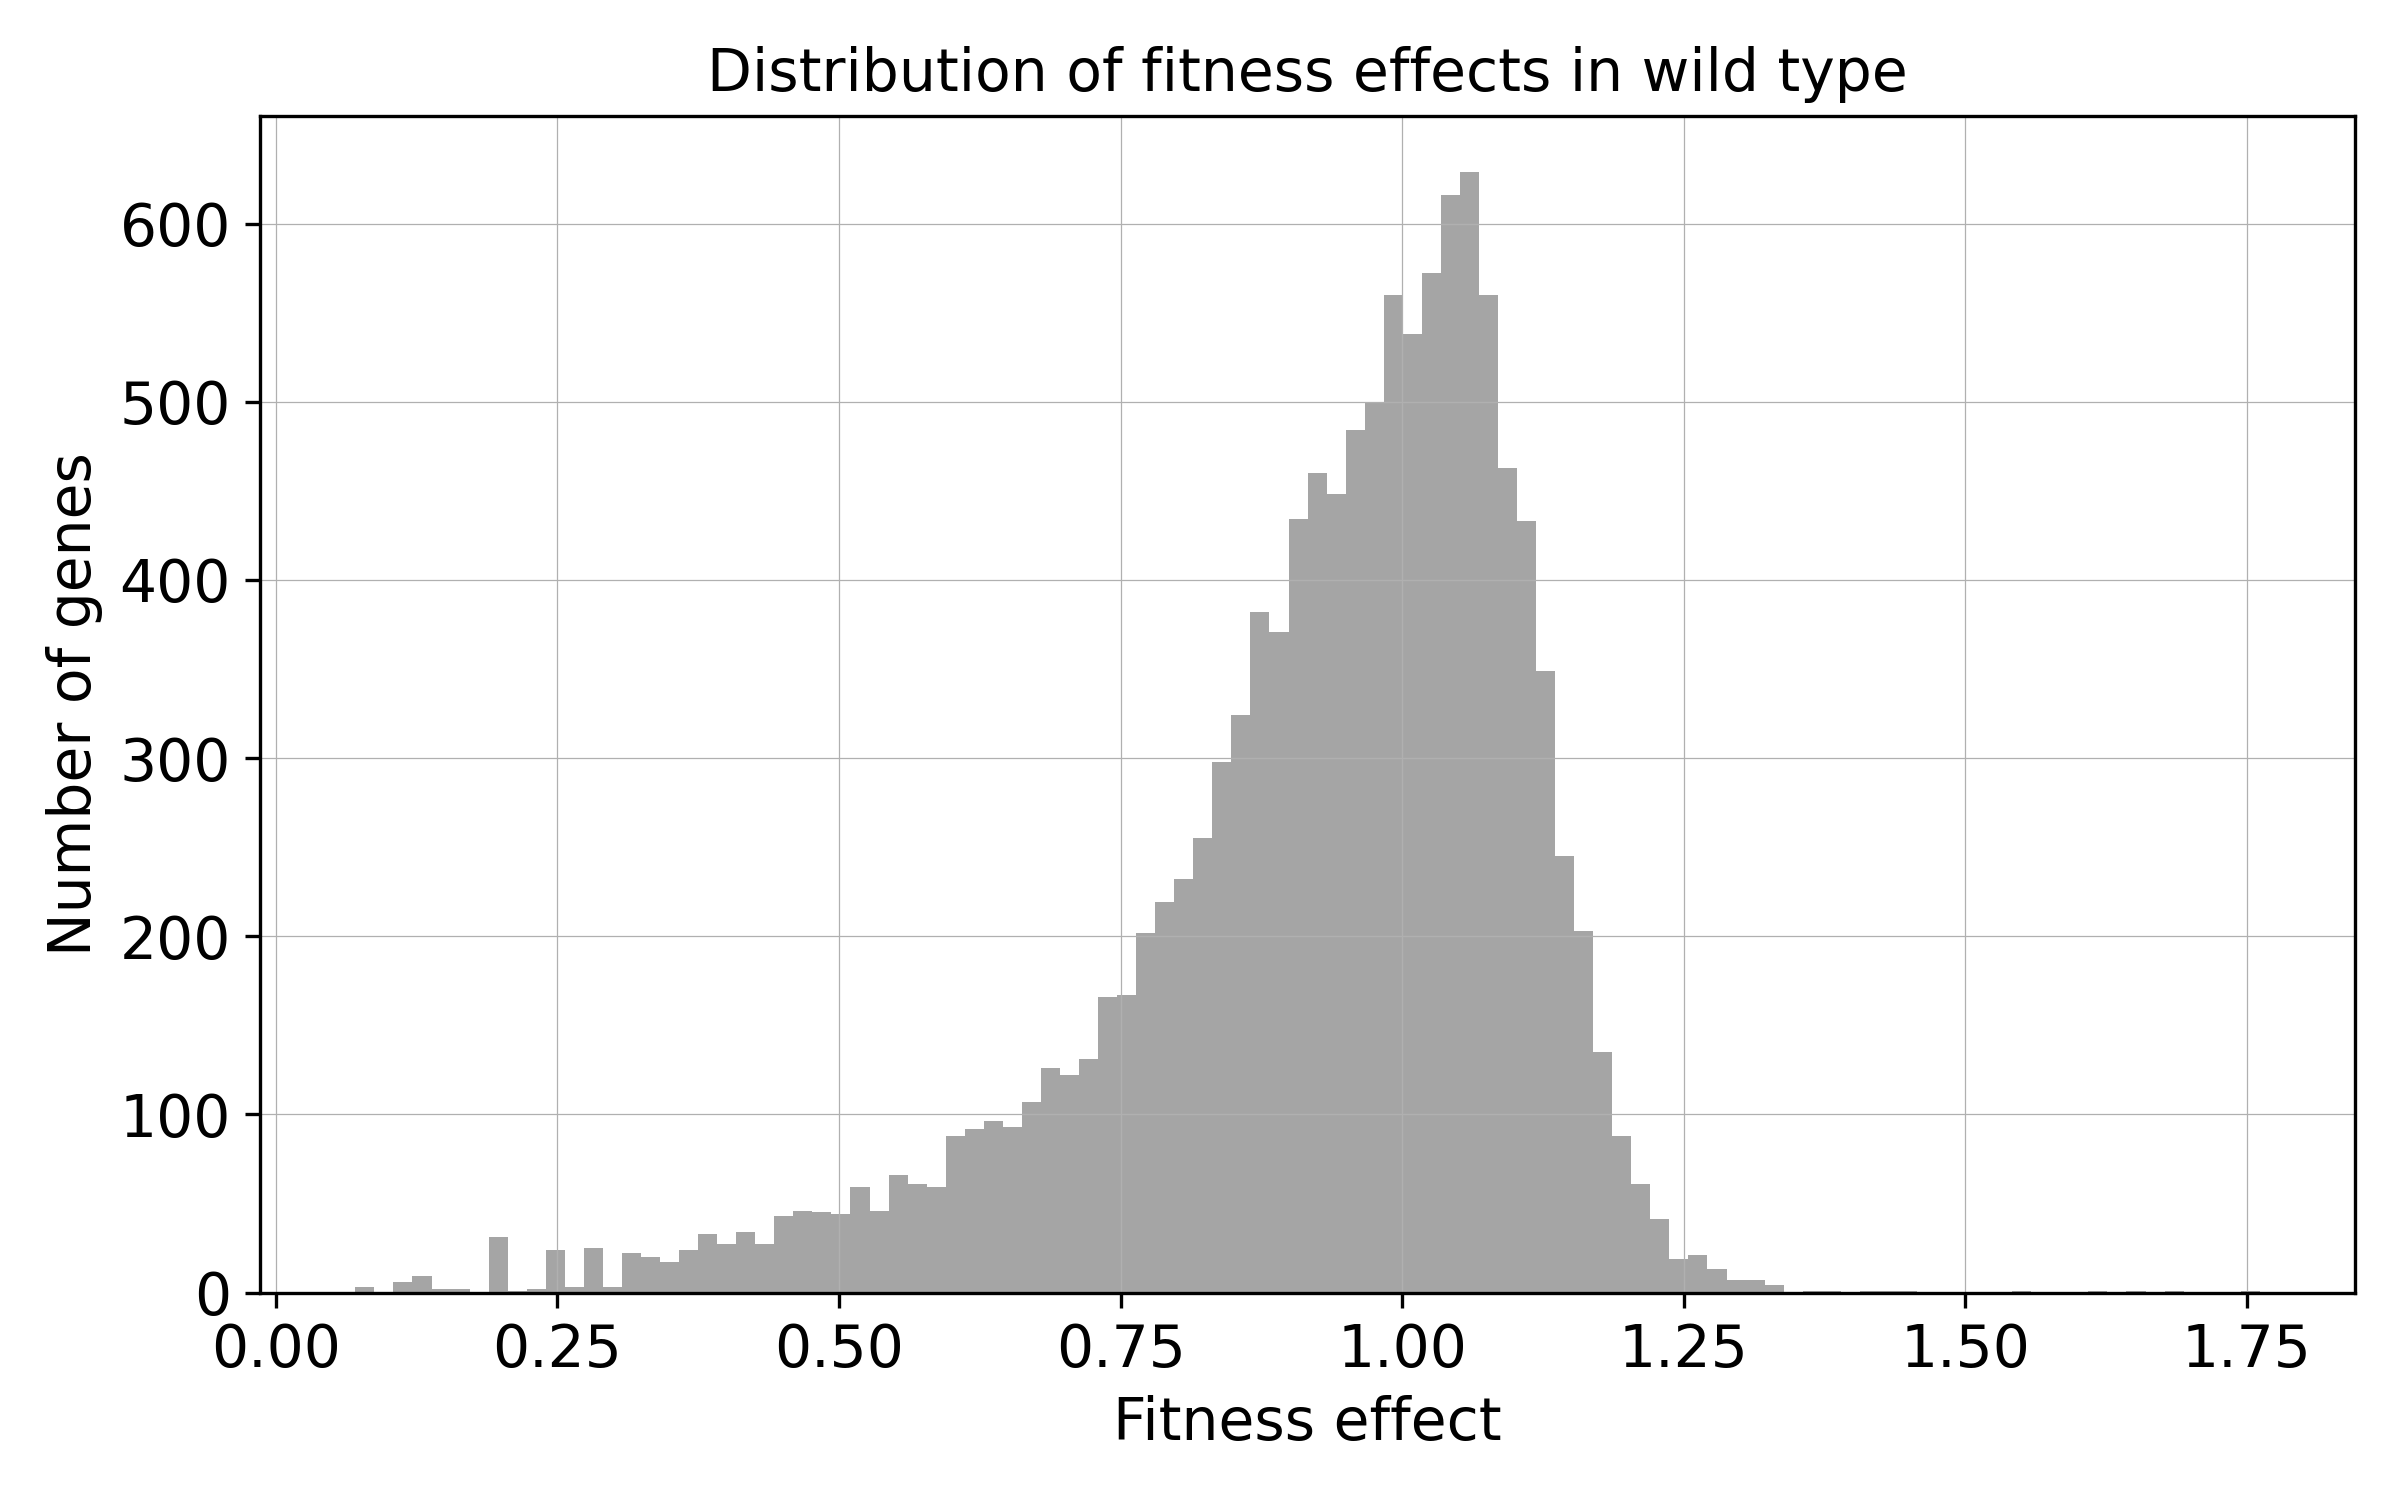 Distribution of fitness effects in wild type
Number of genes
600
500
400
300
200
100
0
0.00 0.25 0.50 0.75 1.00 1.25 1.50 1.75
Fitness effect